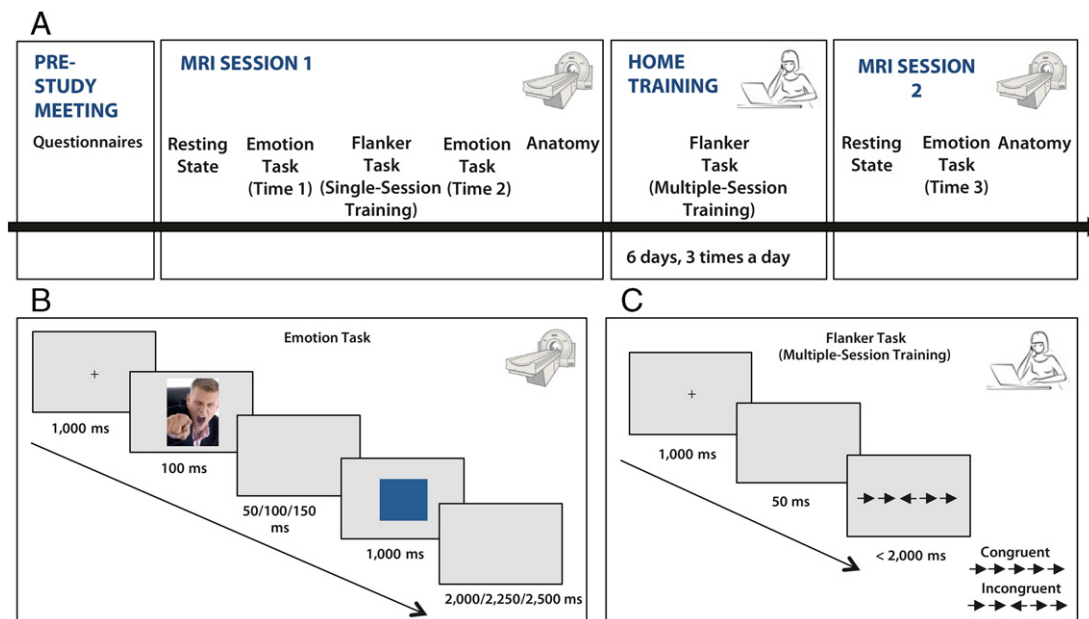 A
PRE-
STUDY
MEETING
Questionnaires
MRI SESSION 1
Resting
State
Emotion
Task
(Time 1)
Flanker
Task
(Single-Session
Training)
Emotion
Task
(Time 2)
Anatomy
HOME
TRAINING
Flanker
Task
(Multiple-Session
Training)
6 days, 3 times a day
MRI SESSION
2
Resting
State
Emotion
Task
(Time 3)
Anatomy
B
Emotion Task
1,000 ms
100 ms
50/100/150
ms
1,000 ms
2,000/2,250/2,500 ms
C
Flanker Task
(Multiple-Session Training)
1,000 ms
50 ms
< 2,000 ms
Congruent
Incongruent